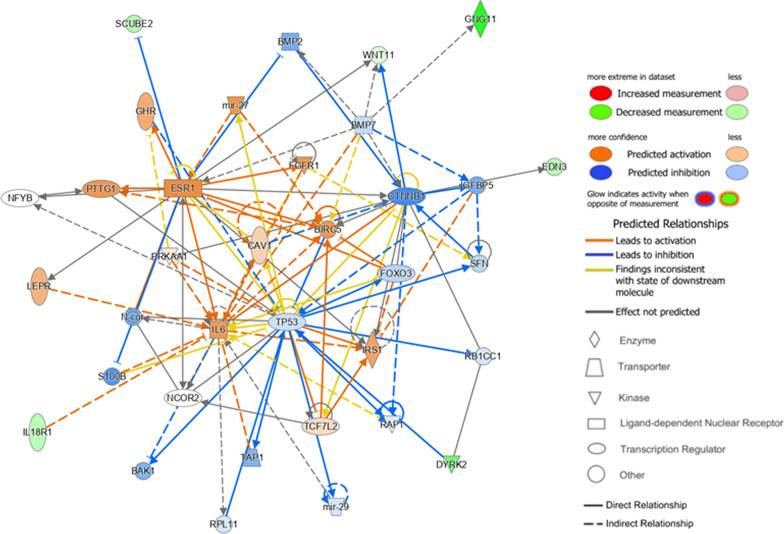 SCUBE2
GNG11
BMP2
WNT11
GHR
mir-27
BMP7
FGFR1
EDN3
PTTG1
ESR1
CTNNB1
IGFBP5
NFYB
BIRC5
CAV1
PRKAA1
SFN
FOXO3
LEPR
N-cor
IL6
TP53
IRS1
RB1CC1
S100B
NCOR2
TCF7L2
RAP1
IL18R1
BAK1
TAP1
DYRK2
mir-29
RPL11
more extreme in dataset less
Increased measurement
Decreased measurement
more confidence less
Predicted activation
Predicted inhibition
Glow indicates activity when
opposite of measurement
Predicted Relationships
Leads to activation
Leads to inhibition
Findings inconsistent
with state of downstream
molecule
Effect not predicted
Enzyme
Transporter
Kinase
Ligand-dependent Nuclear Receptor
Transcription Regulator
Other
Direct Relationship
Indirect Relationship